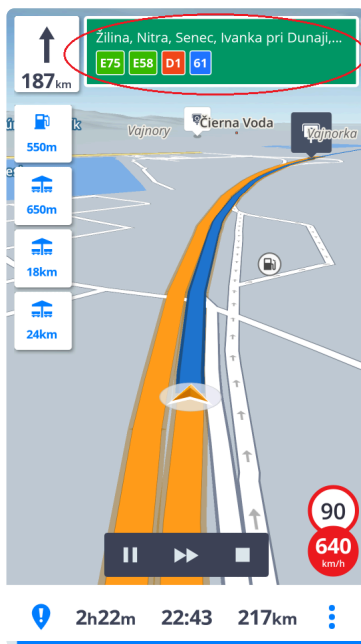 Žilina, Nitra, Senec, Ivanka pri Dunaji,...
E75 E58 D1 61
187km
550m
650m
18km
24km
Vajnory
Čierna Voda
Vajnorka
90
640
km/h
2h22m 22:43 217km